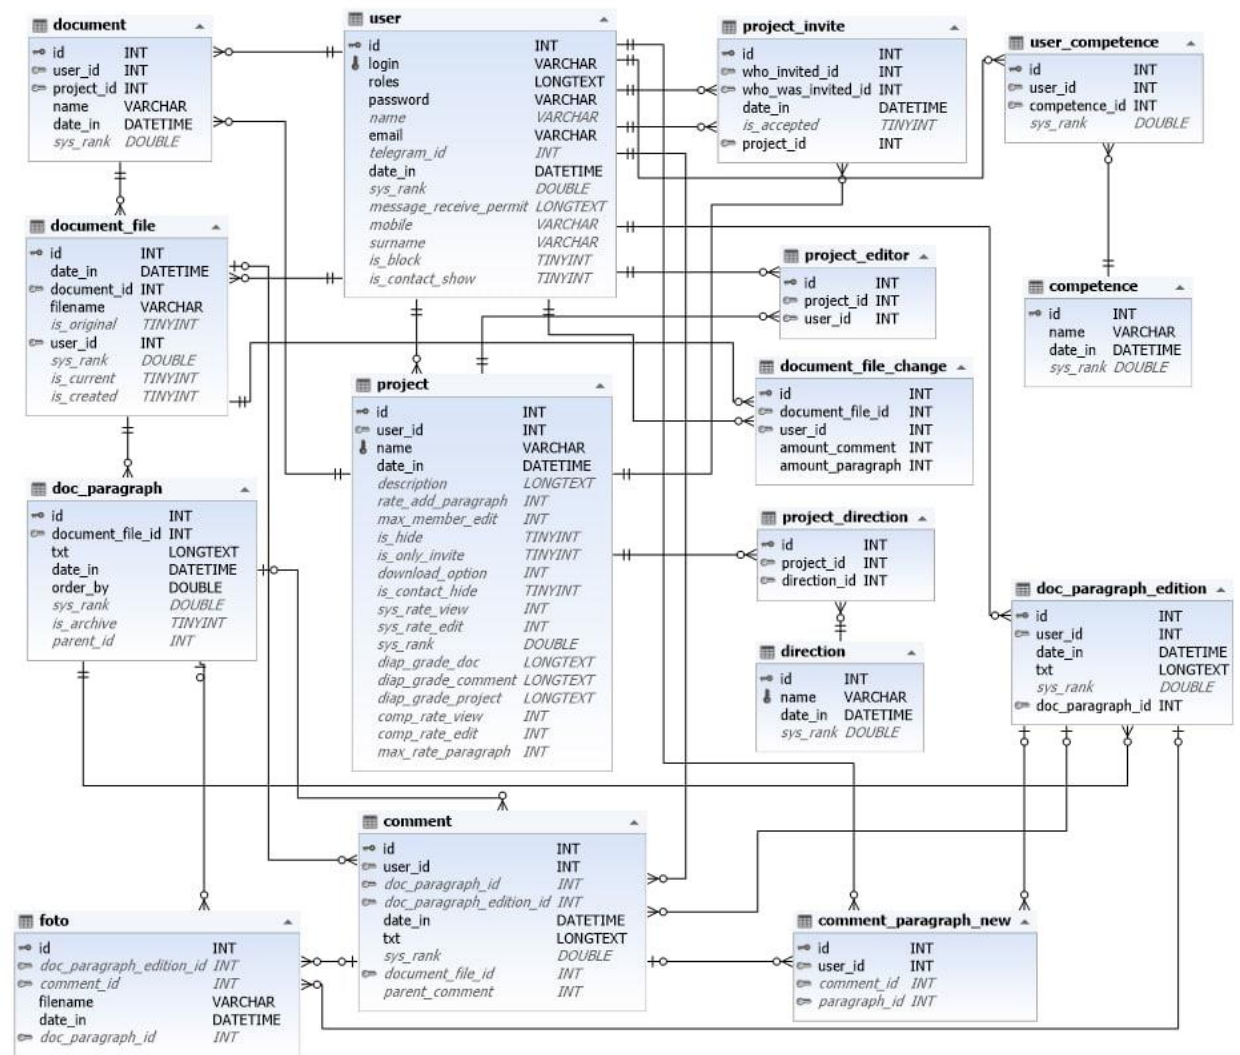 document
id INT
user_id INT
project_id INT
name VARCHAR
date_in DATETIME
sys_rank DOUBLE
user
id INT
login VARCHAR
roles LONGTEXT
password VARCHAR
name VARCHAR
email VARCHAR
telegram_id INT
date_in DATETIME
sys_rank DOUBLE
message_receive_permit LONGTEXT
mobile VARCHAR
surname VARCHAR
is_block TINYINT
is_contact_show TINYINT
project_invite
id INT
who_invited_id INT
who_was_invited_id INT
date_in DATETIME
is_accepted TINYINT
project_id INT
user_competence
id INT
user_id INT
competence_id INT
sys_rank DOUBLE
document_file
id INT
date_in DATETIME
document_id INT
filename VARCHAR
is_original TINYINT
user_id INT
sys_rank DOUBLE
is_current TINYINT
is_created TINYINT
project_editor
id INT
project_id INT
user_id INT
competence
id INT
name VARCHAR
date_in DATETIME
sys_rank DOUBLE
project
id INT
user_id INT
name VARCHAR
date_in DATETIME
description LONGTEXT
rate_add_paragraph INT
max_member_edit INT
is_hide TINYINT
is_only_invite TINYINT
download_option INT
is_contact_hide TINYINT
sys_rate_view INT
sys_rate_edit INT
sys_rank DOUBLE
diap_grade_doc LONGTEXT
diap_grade_comment LONGTEXT
diap_grade_project LONGTEXT
comp_rate_view INT
comp_rate_edit INT
max_rate_paragraph INT
document_file_change
id INT
document_file_id INT
user_id INT
amount_comment INT
amount_paragraph INT
doc_paragraph
id INT
document_file_id INT
txt LONGTEXT
date_in DATETIME
order_by DOUBLE
sys_rank DOUBLE
is_archive TINYINT
parent_id INT
project_direction
id INT
project_id INT
direction_id INT
direction
id INT
name VARCHAR
date_in DATETIME
sys_rank DOUBLE
doc_paragraph_edition
id INT
user_id INT
date_in DATETIME
txt LONGTEXT
sys_rank DOUBLE
doc_paragraph_id INT
comment
id INT
user_id INT
doc_paragraph_id INT
doc_paragraph_edition_id INT
date_in DATETIME
txt LONGTEXT
sys_rank DOUBLE
document_file_id INT
parent_comment INT
foto
id INT
doc_paragraph_edition_id INT
comment_id INT
filename VARCHAR
date_in DATETIME
doc_paragraph_id INT
comment_paragraph_new
id INT
user_id INT
comment_id INT
paragraph_id INT